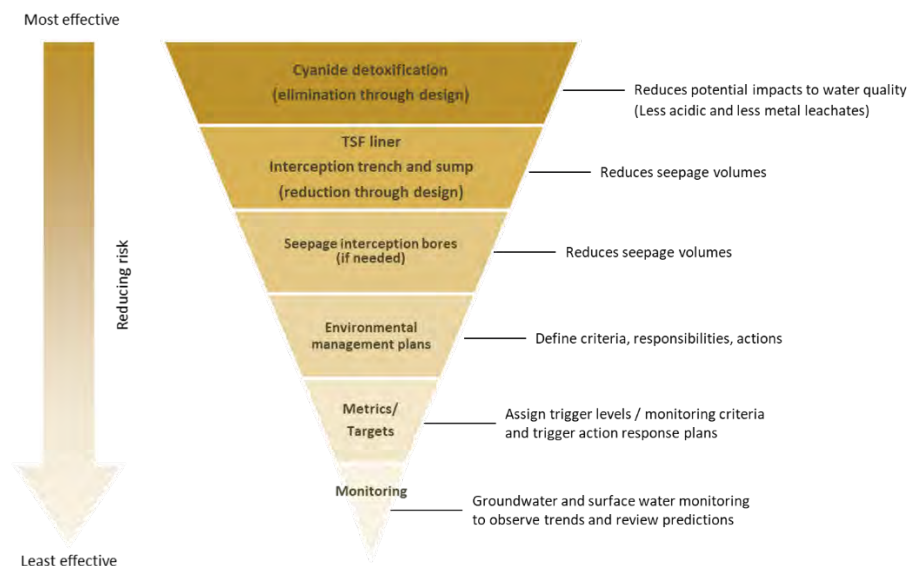 Most effective
Cyanide detoxification
(elimination through design)
Reduces potential impacts to water quality
(Less acidic and less metal leachates)
TSF liner
Interception trench and sump
(reduction through design)
Reduces seepage volumes
Reducing risk
Seepage interception bores
(if needed)
Reduces seepage volumes
Environmental
management plans
Define criteria, responsibilities, actions
Metrics/
Targets
Assign trigger levels / monitoring criteria
and trigger action response plans
Monitoring
Groundwater and surface water monitoring
to observe trends and review predictions
Least effective